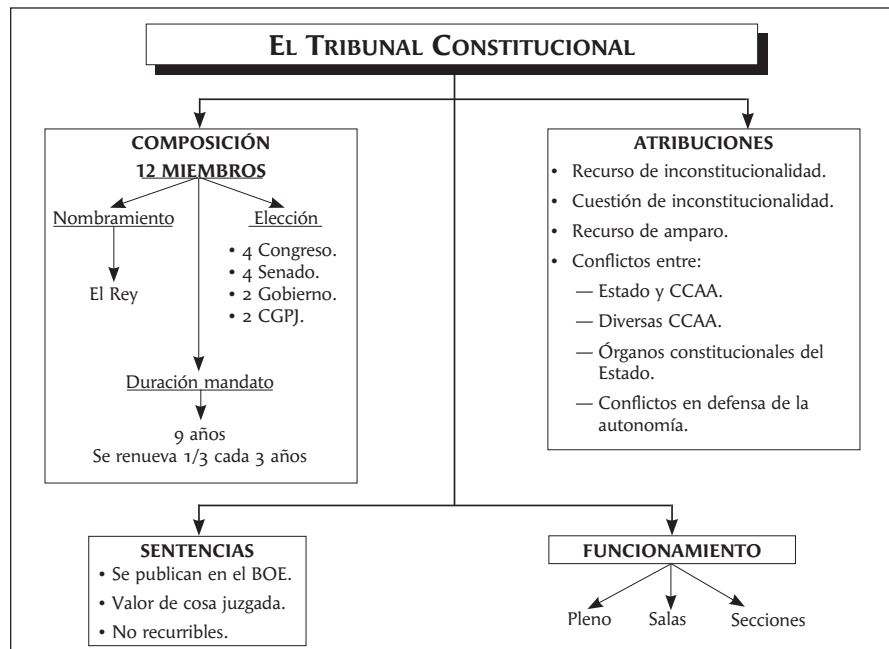 EL TRIBUNAL CONSTITUCIONAL
COMPOSICIÓN
12 MIEMBROS
Nombramiento
Elección
El Rey
• 4 Congreso.
• 4 Senado.
• 2 Gobierno.
• 2 CGPJ.
Duración mandato
9 años
Se renueva 1/3 cada 3 años
ATRIBUCIONES
• Recurso de inconstitucionalidad.
• Cuestión de inconstitucionalidad.
• Recurso de amparo.
• Conflictos entre:
— Estado y CCAA.
— Diversas CCAA.
— Órganos constitucionales del
Estado.
— Conflictos en defensa de la
autonomía.
SENTENCIAS
• Se publican en el BOE.
• Valor de cosa juzgada.
• No recurribles.
FUNCIONAMIENTO
Pleno
Salas
Secciones